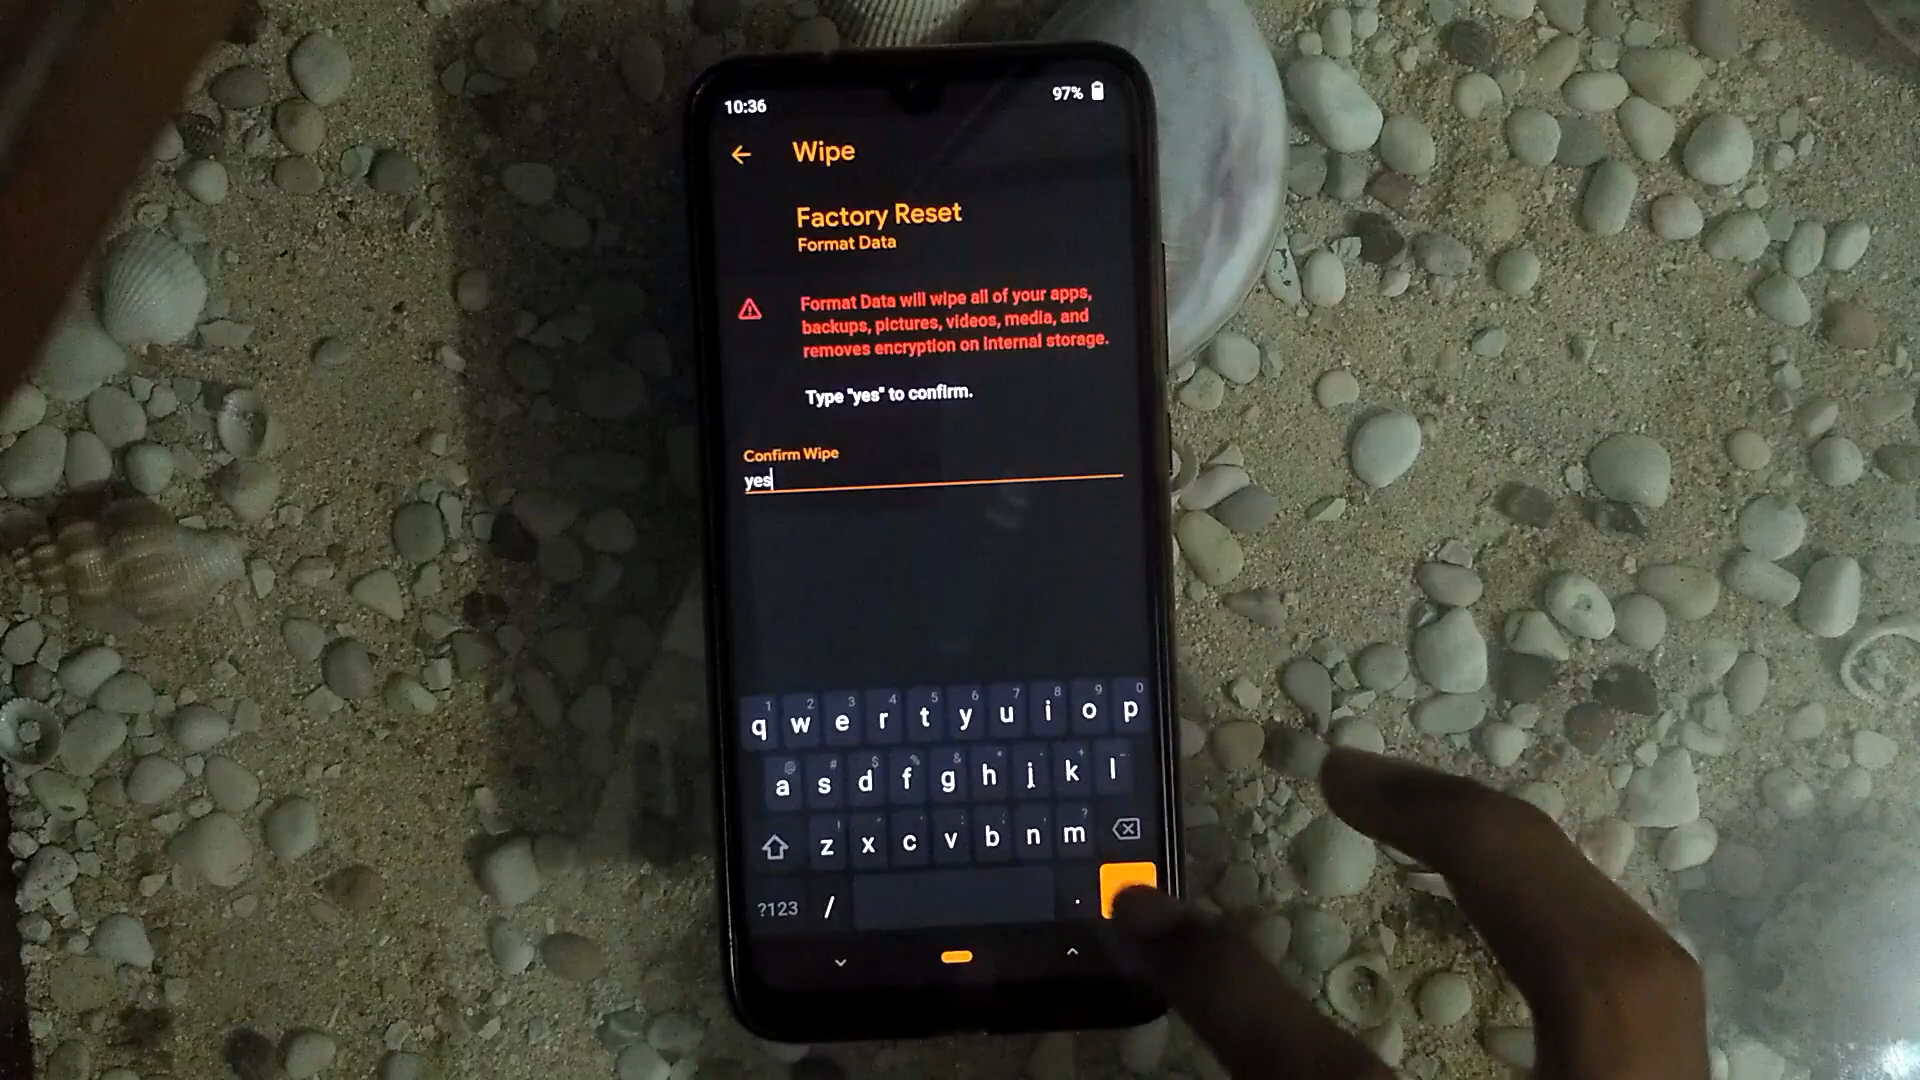 10:36
97%
Wipe
Factory Reset
Format Data
Format Data will wipe all of your apps,
backups, pictures, videos, media, and
removes encryption on internal storage.
Type "yes" to confirm.
Confirm Wipe
yes
1 2 3 4 5 6 7 8 9 0
q w e r t y u i o p
@ # $ % &
a s d f g h j k l
z x c v b n m
?123 / .